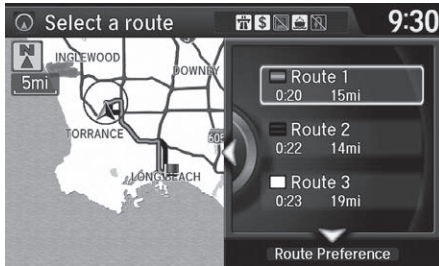 Select a route
9:30
N
5mi
INGLEWOOD
DOWNEY
TORRANCE
605
LONG BEACH
Route 1
0:20 15mi
Route 2
0:22 14mi
Route 3
0:23 19mi
Route Preference